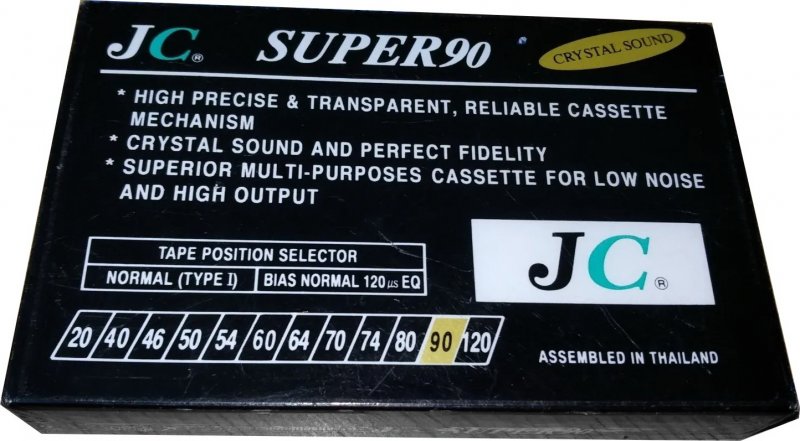 JC® SUPER90 CRYSTAL SOUND
* HIGH PRECISE & TRANSPARENT, RELIABLE CASSETTE
MECHANISM
* CRYSTAL SOUND AND PERFECT FIDELITY
* SUPERIOR MULTI-PURPOSES CASSETTE FOR LOW NOISE
AND HIGH OUTPUT
TAPE POSITION SELECTOR
NORMAL (TYPE I) BIAS NORMAL 120μs EQ
JC®
20 40 46 50 54 60 64 70 74 80 90 120
ASSEMBLED IN THAILAND
SUPER90